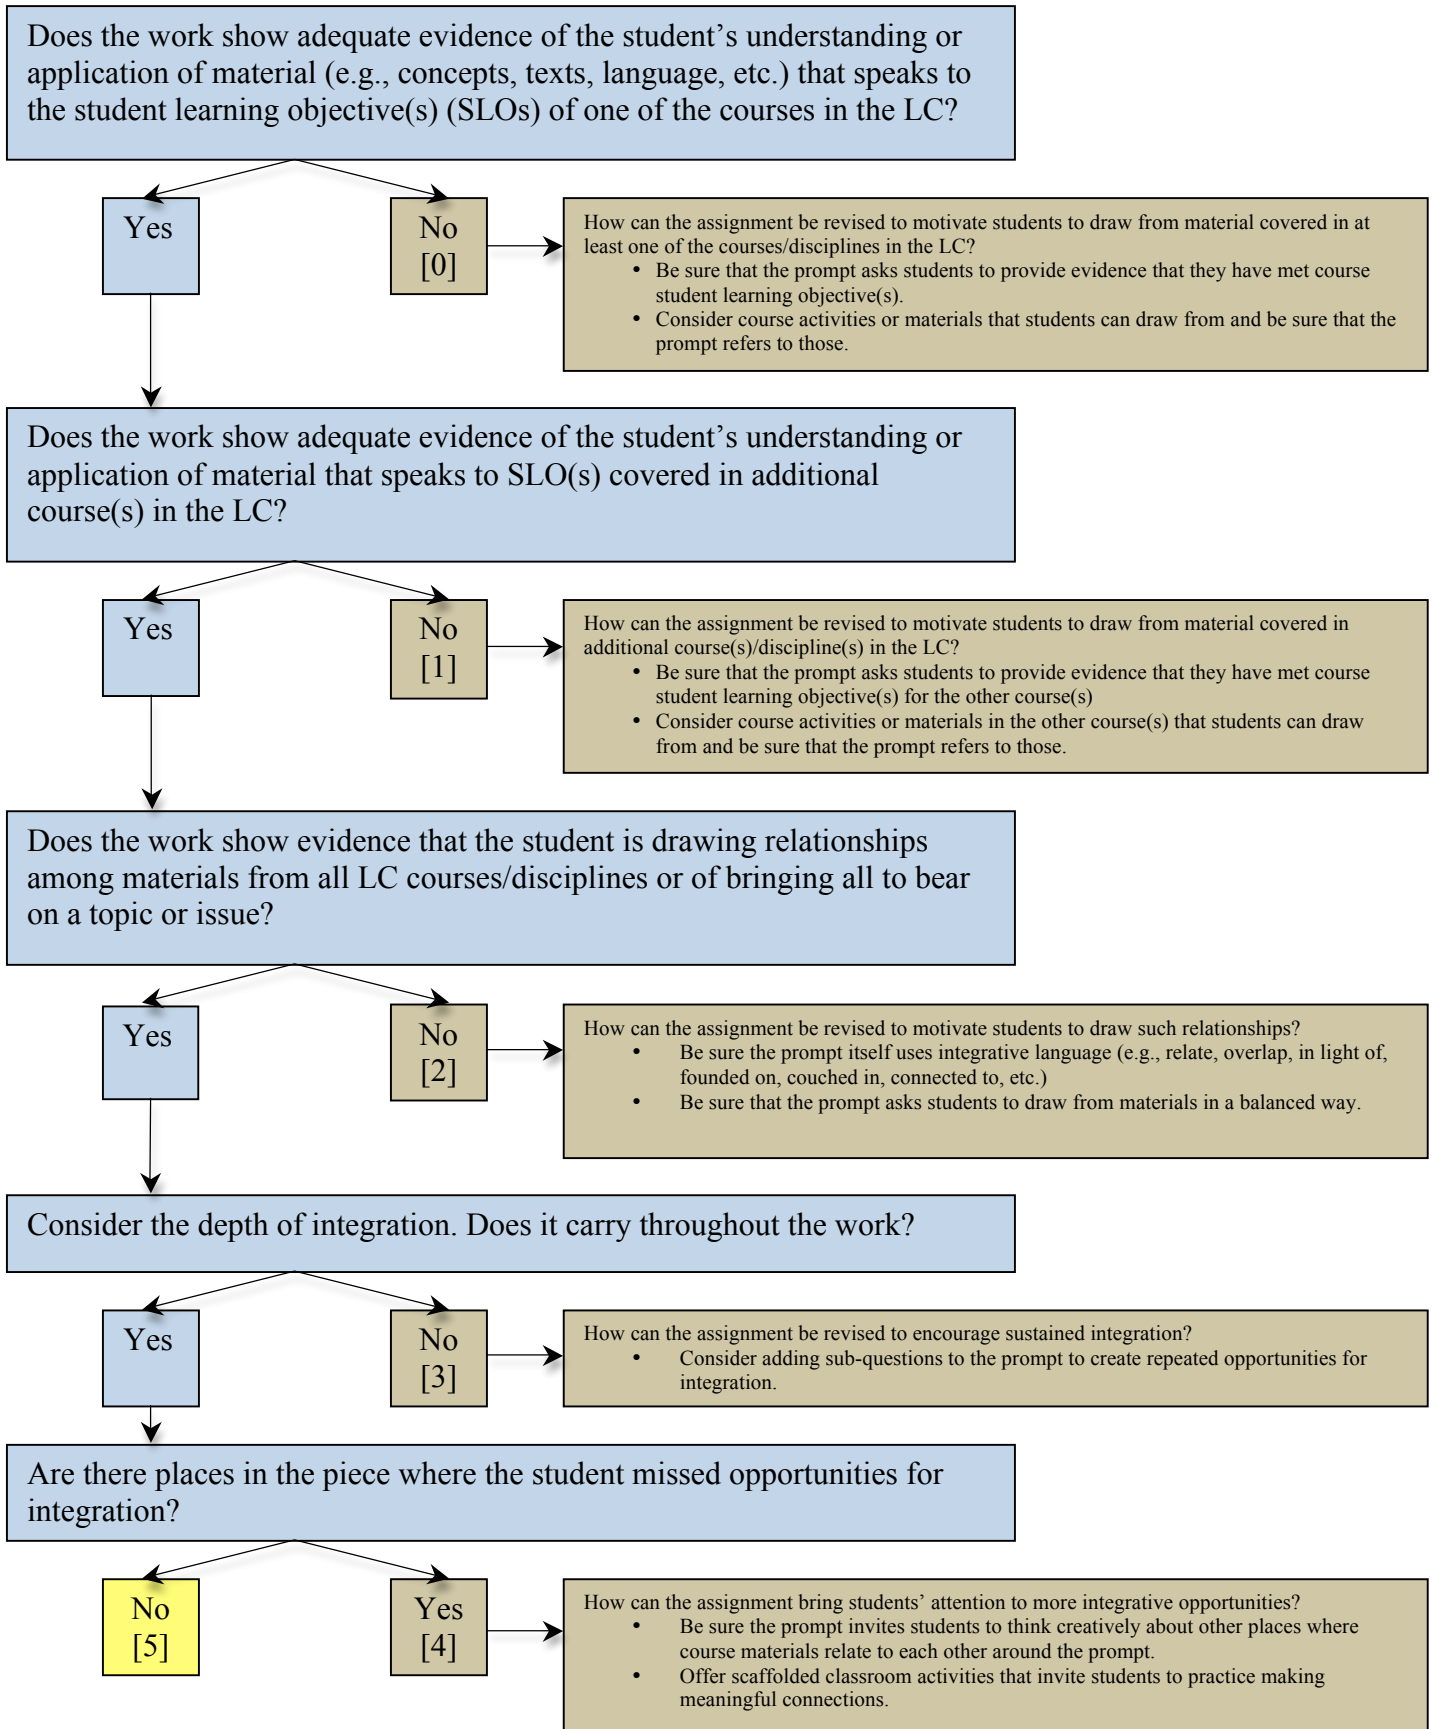 Does the work show adequate evidence of the student’s understanding or
application of material (e.g., concepts, texts, language, etc.) that speaks to
the student learning objective(s) (SLOs) of one of the courses in the LC?
Yes
No
[0]
How can the assignment be revised to motivate students to draw from material covered in at
least one of the courses/disciplines in the LC?
• Be sure that the prompt asks students to provide evidence that they have met course
student learning objective(s).
• Consider course activities or materials that students can draw from and be sure that the
prompt refers to those.
Does the work show adequate evidence of the student’s understanding or
application of material that speaks to SLO(s) covered in additional
course(s) in the LC?
Yes
No
[1]
How can the assignment be revised to motivate students to draw from material covered in
additional course(s)/discipline(s) in the LC?
• Be sure that the prompt asks students to provide evidence that they have met course
student learning objective(s) for the other course(s)
• Consider course activities or materials in the other course(s) that students can draw
from and be sure that the prompt refers to those.
Does the work show evidence that the student is drawing relationships
among materials from all LC courses/disciplines or of bringing all to bear
on a topic or issue?
Yes
No
[2]
How can the assignment be revised to motivate students to draw such relationships?
• Be sure the prompt itself uses integrative language (e.g., relate, overlap, in light of,
founded on, couched in, connected to, etc.)
• Be sure that the prompt asks students to draw from materials in a balanced way.
Consider the depth of integration. Does it carry throughout the work?
Yes
No
[3]
How can the assignment be revised to encourage sustained integration?
• Consider adding sub-questions to the prompt to create repeated opportunities for
integration.
Are there places in the piece where the student missed opportunities for
integration?
No
[5]
Yes
[4]
How can the assignment bring students’ attention to more integrative opportunities?
• Be sure the prompt invites students to think creatively about other places where
course materials relate to each other around the prompt.
• Offer scaffolded classroom activities that invite students to practice making
meaningful connections.